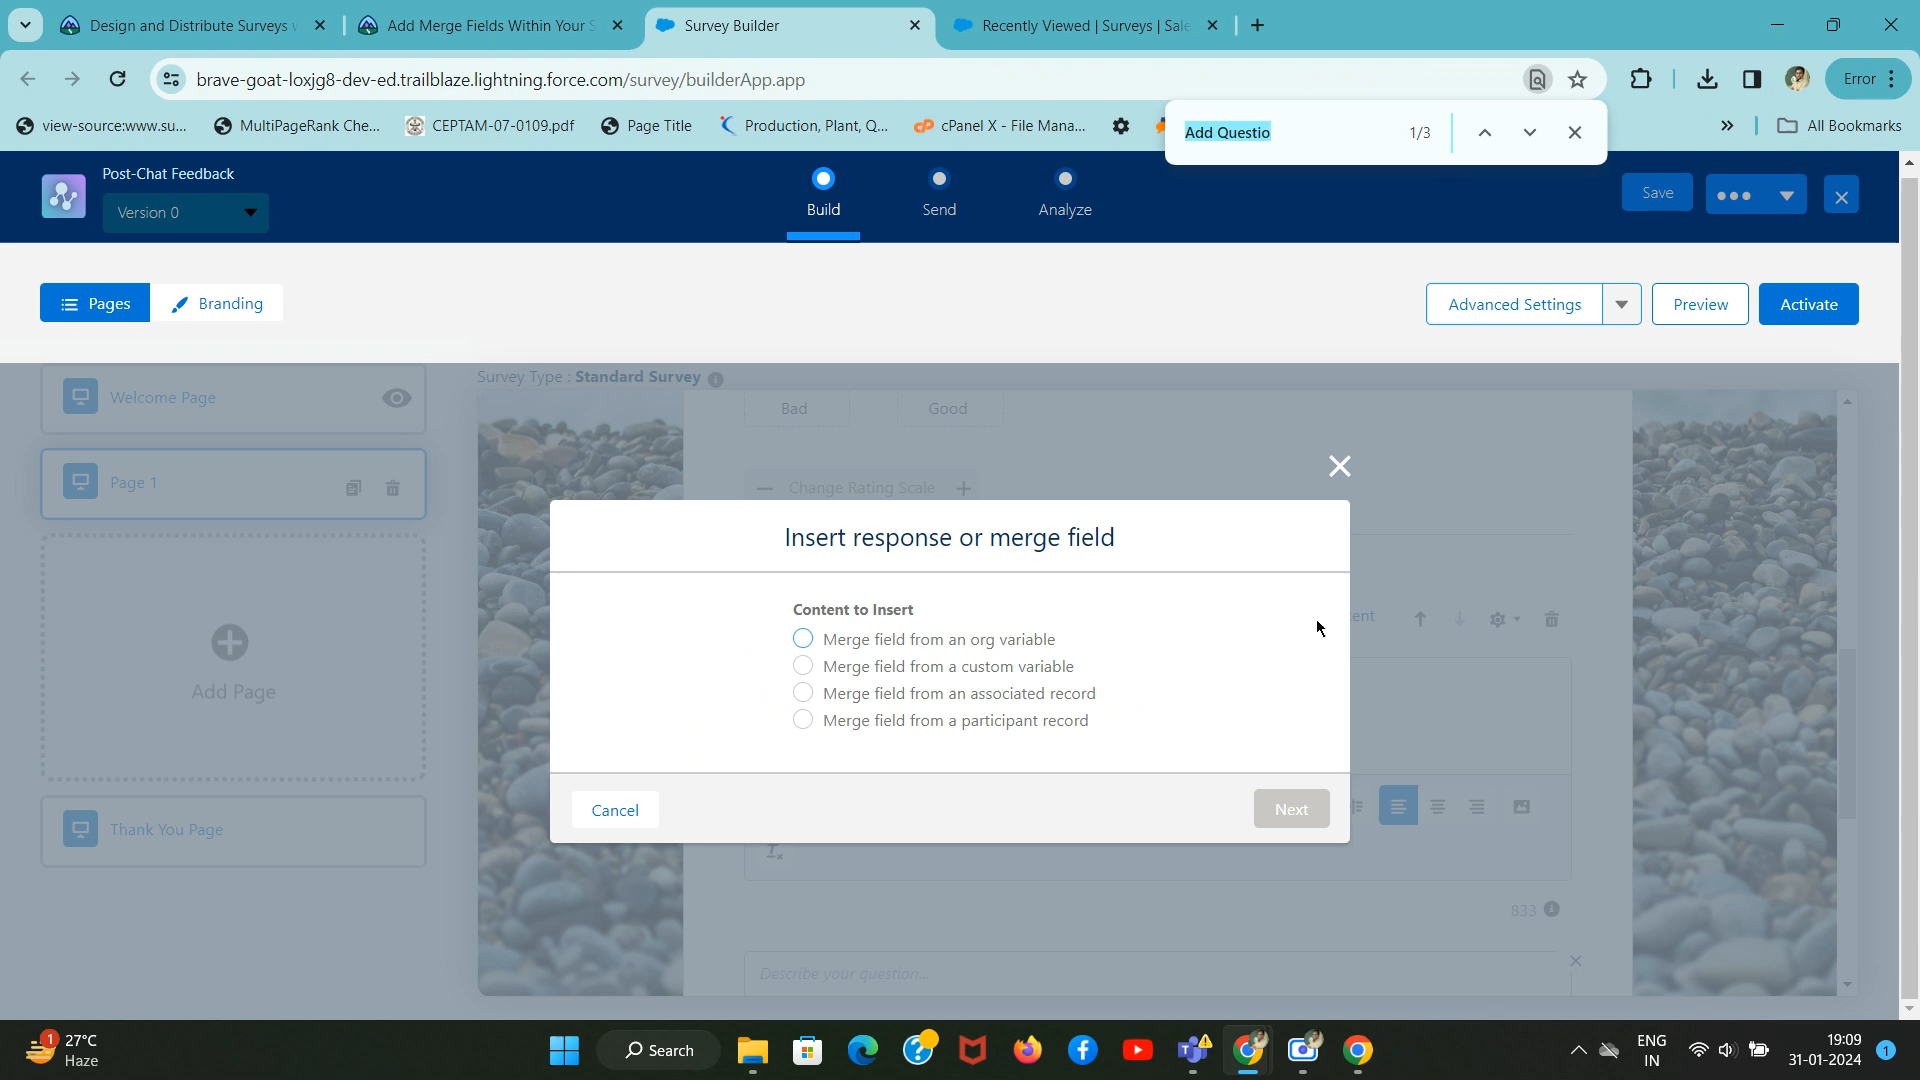 Design and Distribute Surveys w
Add Merge Fields Within Your S
Survey Builder
Recently Viewed | Surveys | Sale
brave-goat-loxjg8-dev-ed.trailblaze.lightning.force.com/survey/builderApp.app
Error
view-source:www.su...
MultiPageRank Che...
CEPTAM-07-0109.pdf
Page Title
Production, Plant, Q...
cPanel X - File Mana...
Add Questio
1/3
All Bookmarks
Post-Chat Feedback
Version 0
Build
Send
Analyze
Save
Pages
Branding
Advanced Settings
Preview
Activate
Survey Type : Standard Survey
Welcome Page
Bad
Good
Page 1
Change Rating Scale
Insert response or merge field
Content to Insert
Merge field from an org variable
Merge field from a custom variable
Merge field from an associated record
Merge field from a participant record
Add Page
Cancel
Next
Thank You Page
833
Describe your question...
1
27°C
Haze
Search
ENG
IN
19:09
31-01-2024
1